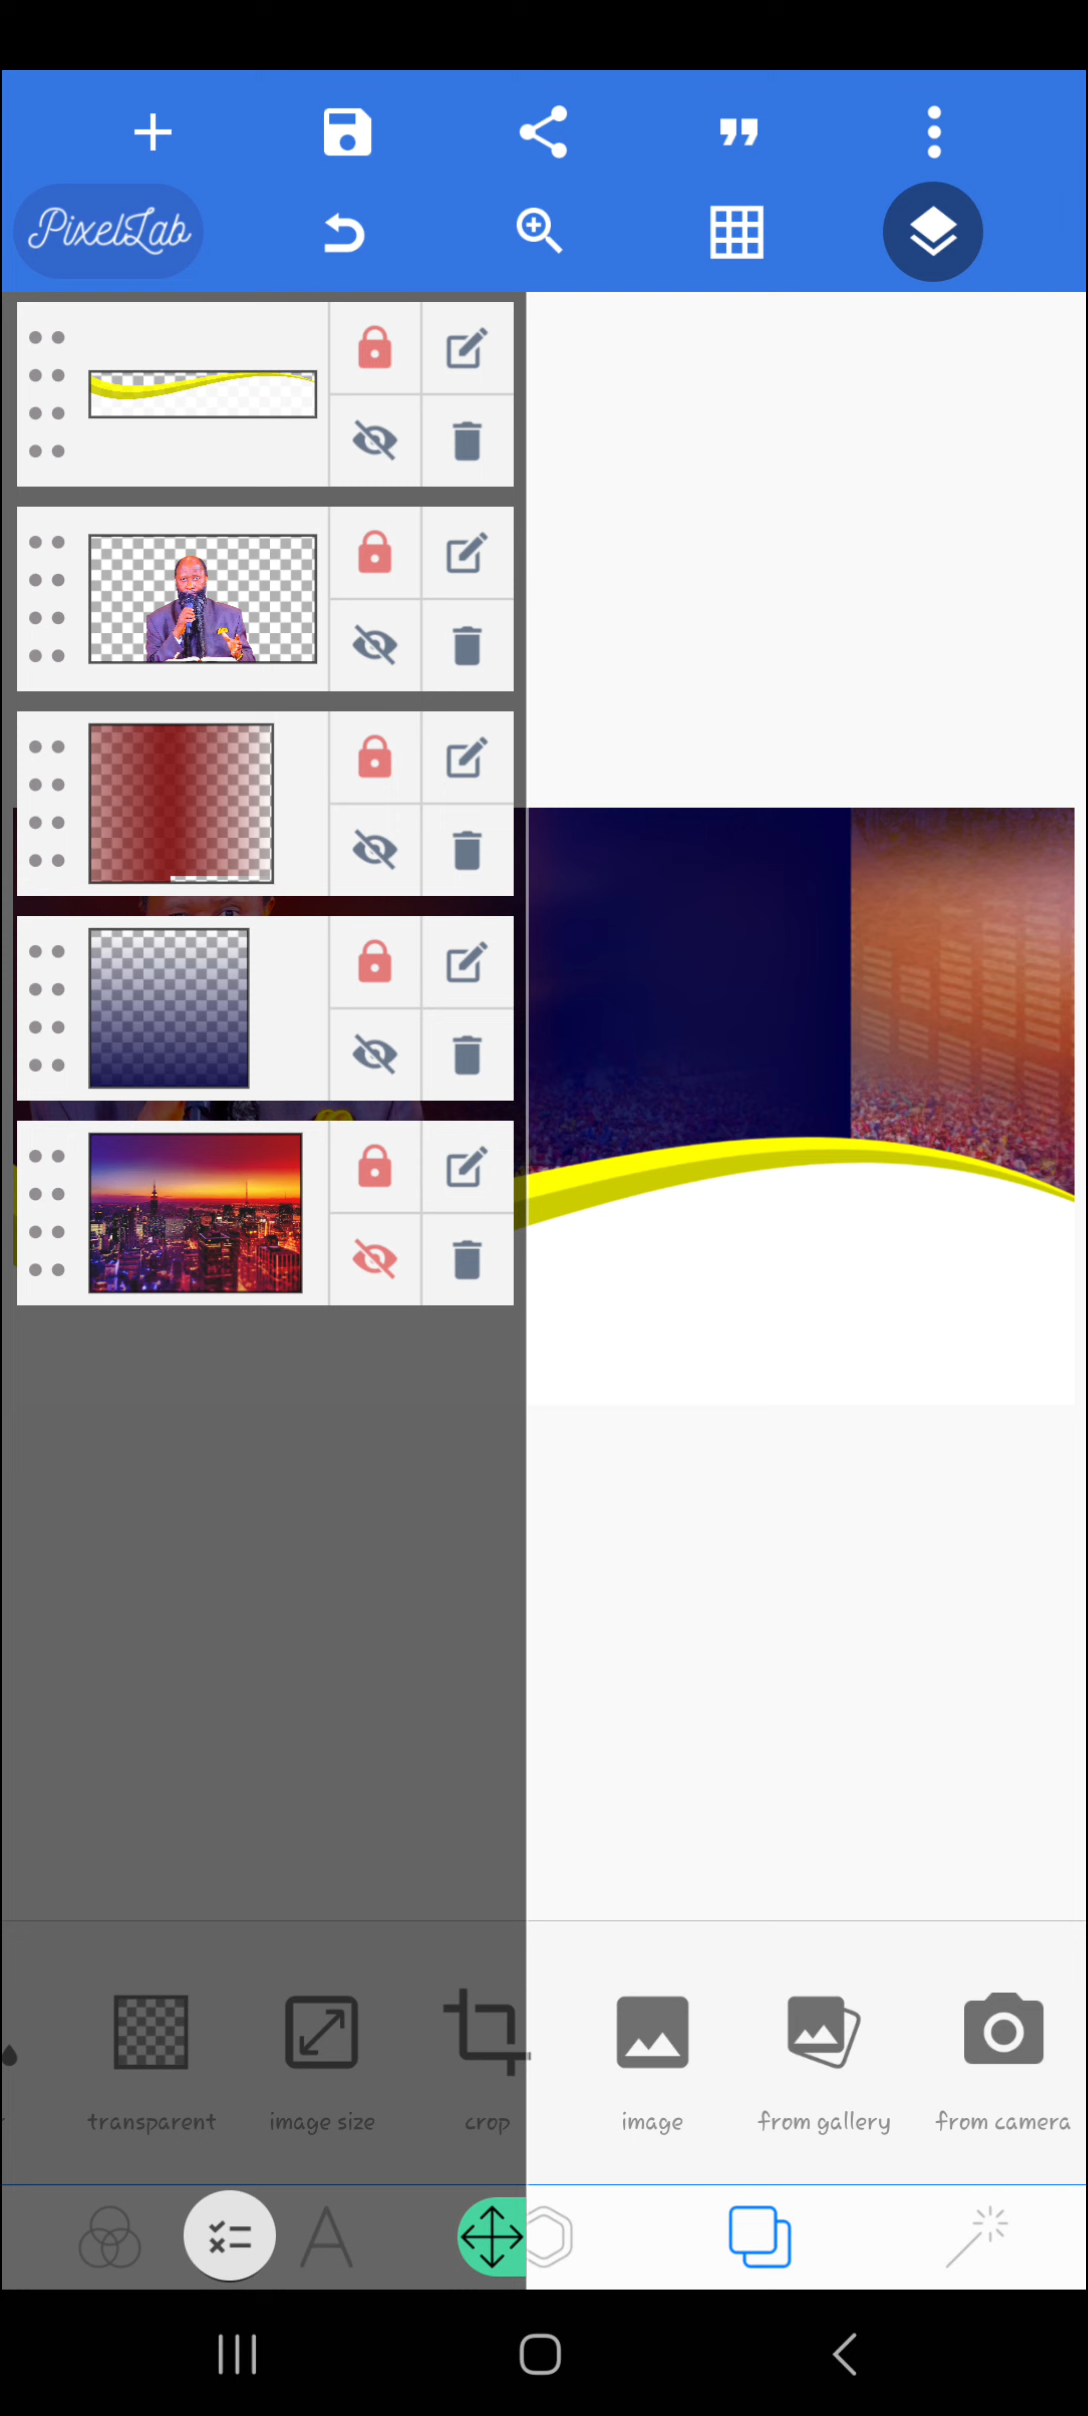 PixelLab
transparent
image size
crop
image
from gallery
from camera